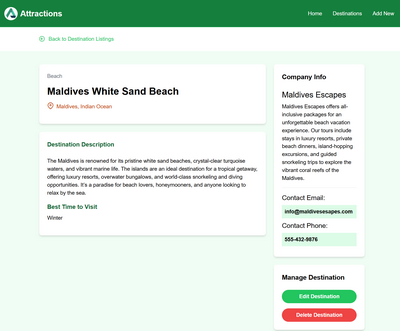 Attractions
Home
Destinations
Add New
Back to Destination Listings
Beach
Maldives White Sand Beach
Maldives, Indian Ocean
Destination Description
The Maldives is renowned for its pristine white sand beaches, crystal-clear turquoise
waters, and vibrant marine life. The islands are an ideal destination for a tropical getaway,
offering luxury resorts, overwater bungalows, and world-class snorkeling and diving
opportunities. It's a paradise for beach lovers, honeymooners, and anyone looking to
relax by the sea.
Best Time to Visit
Winter
Company Info
Maldives Escapes
Maldives Escapes offers all-
inclusive packages for an
unforgettable beach vacation
experience. Our tours include
stays in luxury resorts, private
beach dinners, island-hopping
excursions, and guided
snorkeling trips to explore the
vibrant coral reefs of the
Maldives.
Contact Email:
info@maldivesesapes.com
Contact Phone:
555-432-9876
Manage Destination
Edit Destination
Delete Destination